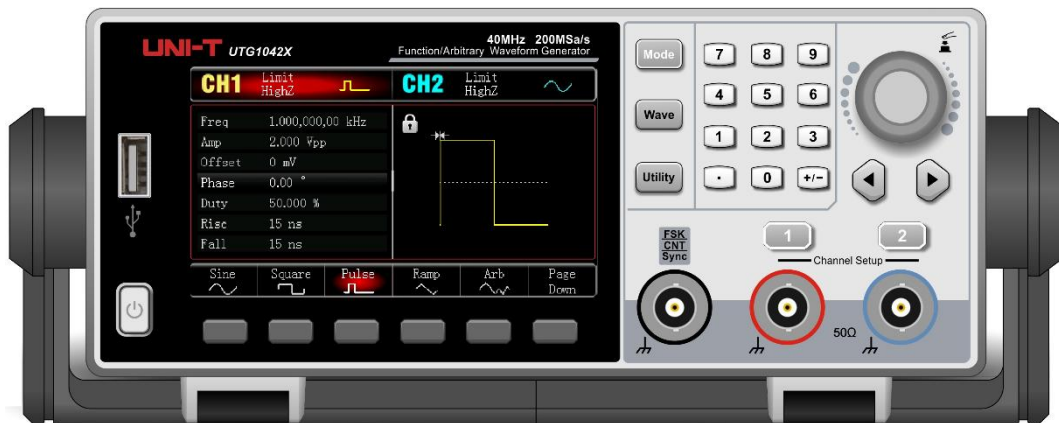 UNI-T UTG1042X
40MHz 200MSa/s
Function/Arbitrary Waveform Generator
CH1 Limit
HighZ
CH2 Limit
HighZ
Freq 1.000,000,00 kHz
Amp 2.000 Vpp
Offset 0 mV
Phase 0.00 °
Duty 50.000 %
Rise 15 ns
Fall 15 ns
Sine Square Pulse Ramp Arb Page
Down
Mode
Wave
Utility
7 8 9
4 5 6
1 2 3
. 0 +/−
FSK
CNT
Sync
1 2
Channel Setup
50Ω